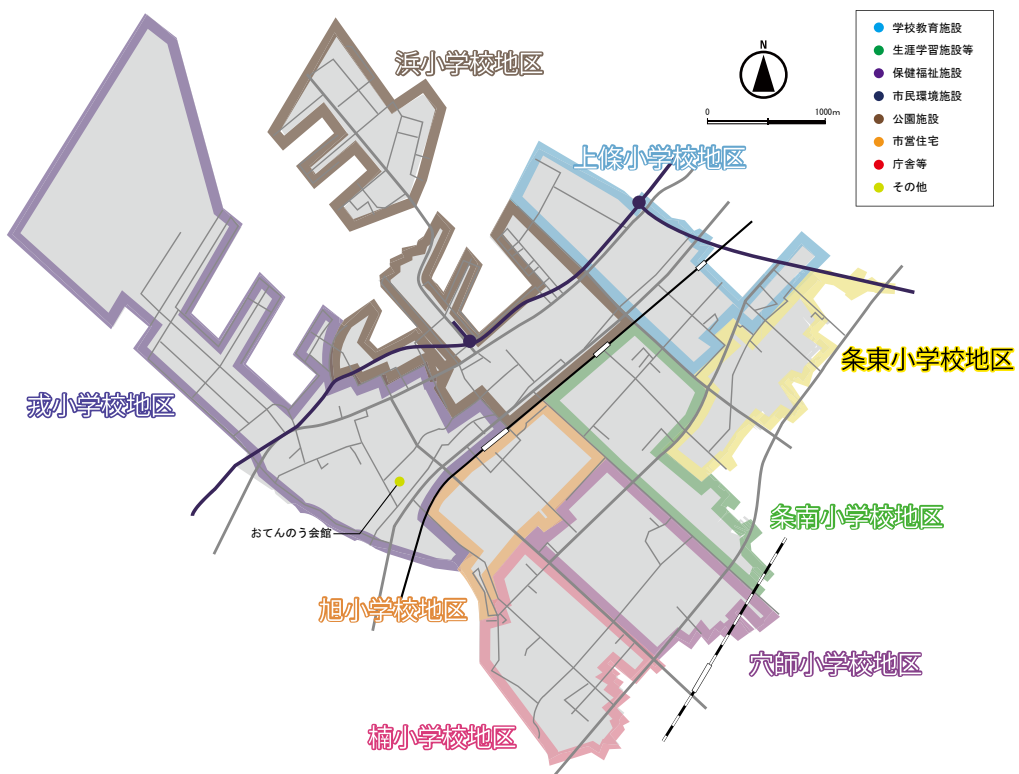 浜小学校地区
N
0 1000m
学校教育施設
生涯学習施設等
保健福祉施設
市民環境施設
公園施設
市営住宅
庁舎等
その他
上條小学校地区
条東小学校地区
戎小学校地区
おてんのう会館
条南小学校地区
旭小学校地区
穴師小学校地区
楠小学校地区